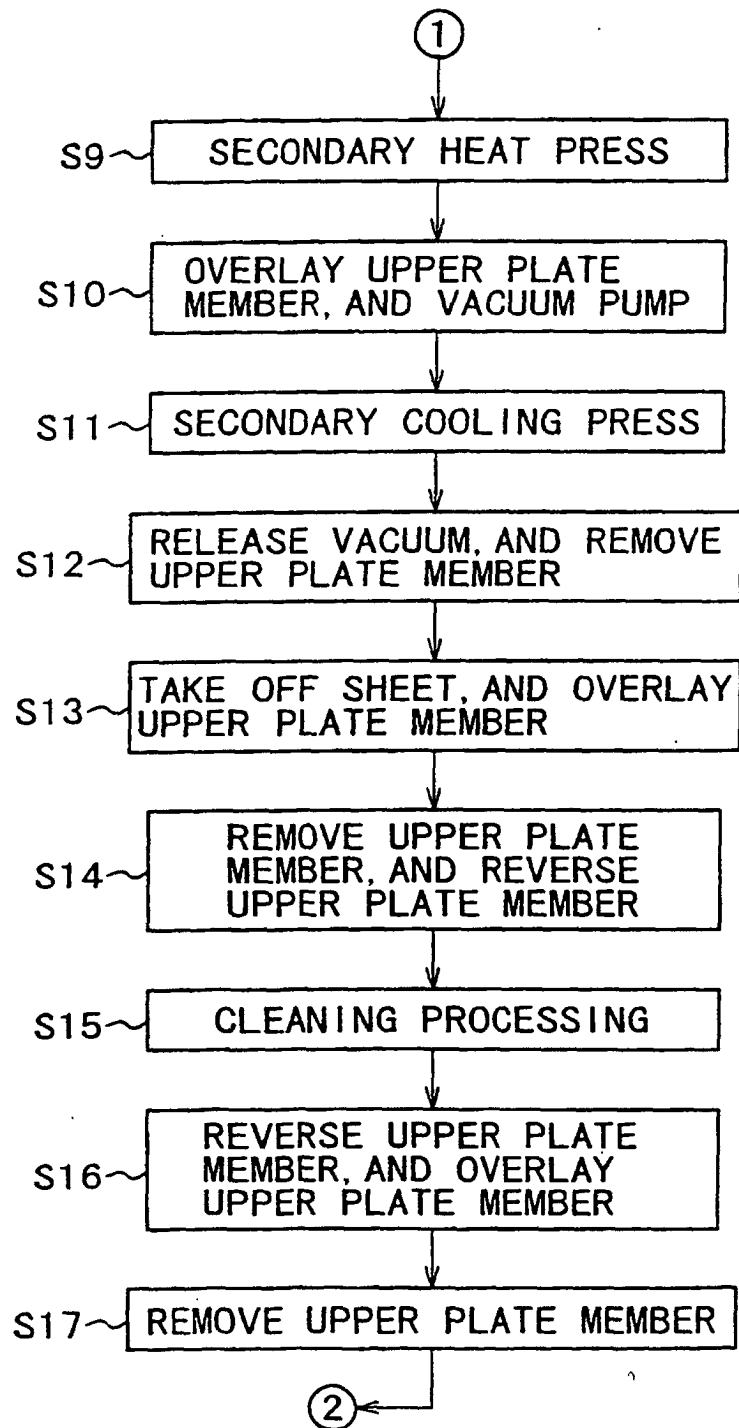 1
S9
SECONDARY HEAT PRESS
S10
OVERLAY UPPER PLATE
MEMBER, AND VACUUM PUMP
S11
SECONDARY COOLING PRESS
S12
RELEASE VACUUM, AND REMOVE
UPPER PLATE MEMBER
S13
TAKE OFF SHEET, AND OVERLAY
UPPER PLATE MEMBER
S14
REMOVE UPPER PLATE
MEMBER, AND REVERSE
UPPER PLATE MEMBER
S15
CLEANING PROCESSING
S16
REVERSE UPPER PLATE
MEMBER, AND OVERLAY
UPPER PLATE MEMBER
S17
REMOVE UPPER PLATE MEMBER
2